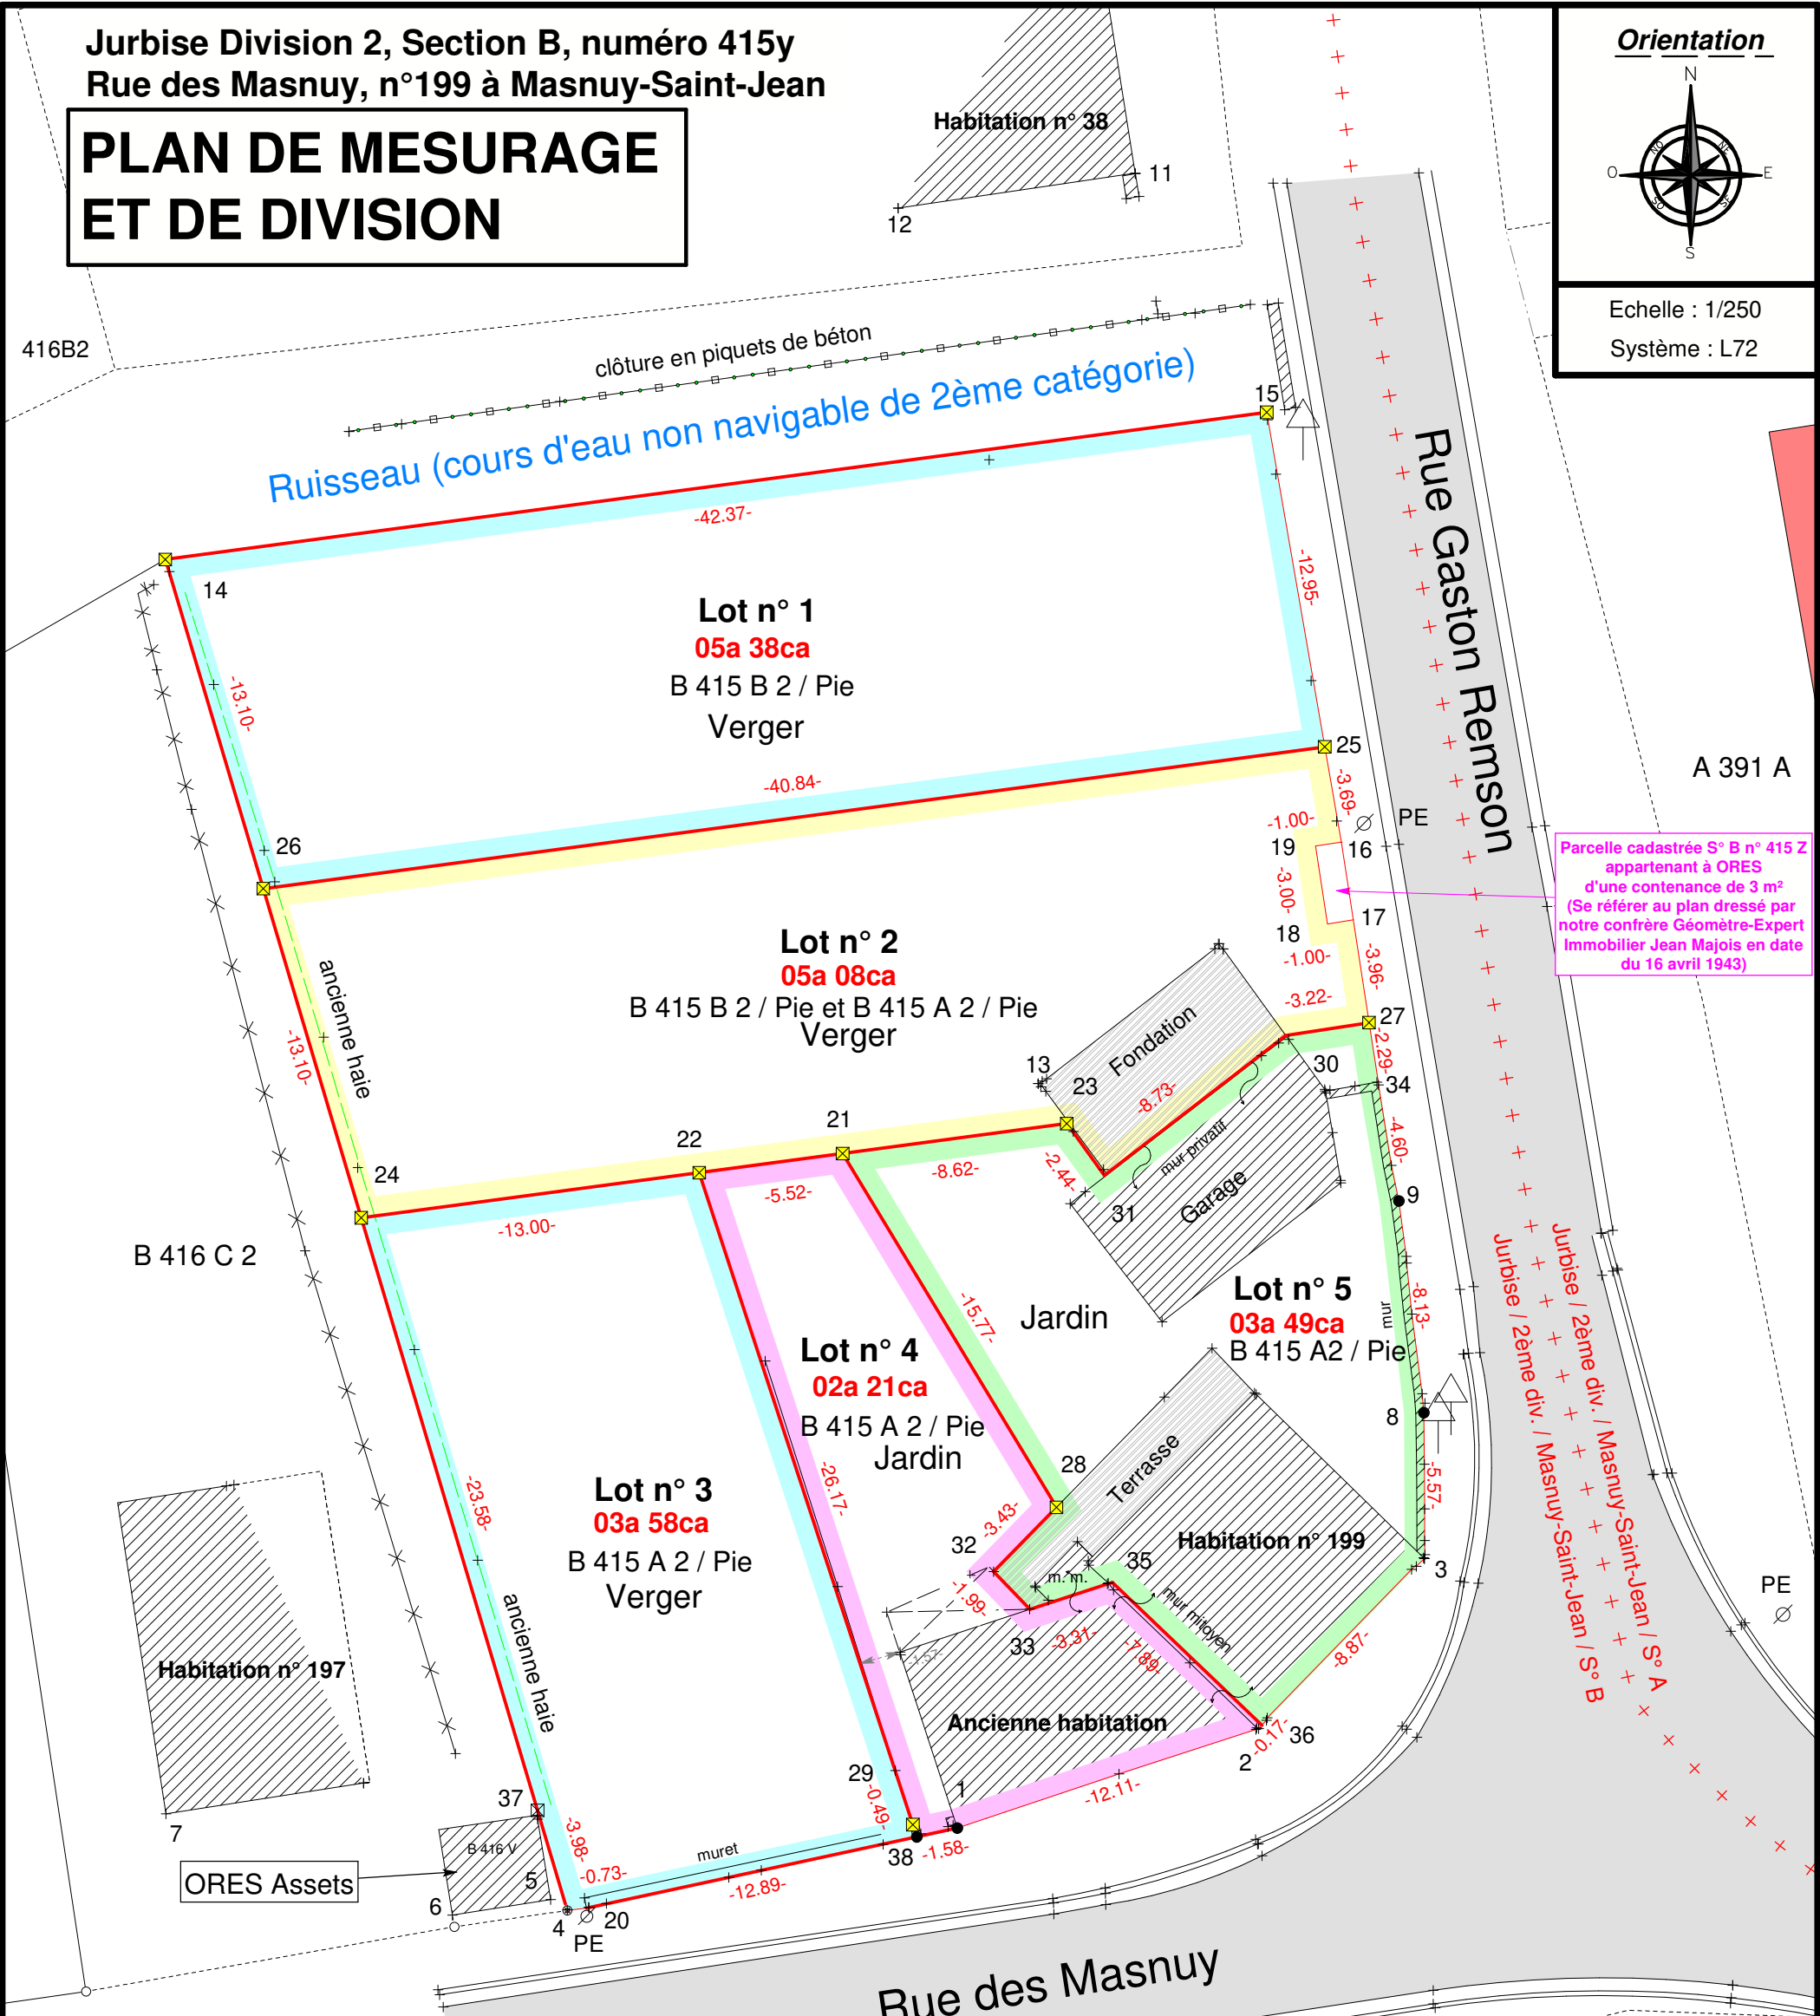 Jurbise Division 2, Section B, numéro 415y
Rue des Masnuy, n°199 à Masnuy-Saint-Jean
PLAN DE MESURAGE
ET DE DIVISION
Orientation
N
NO
NE
O
E
SO
SE
S
Echelle : 1/250
Système : L72
Habitation n° 38
11
12
416B2
clôture en piquets de béton
Ruisseau (cours d'eau non navigable de 2ème catégorie)
15
-42.37-
14
-12.95-
Rue Gaston Remson
Lot n° 1
05a 38ca
B 415 B 2 / Pie
Verger
-13.10-
25
-40.84-
-3.69-
A 391 A
26
-1.00-
PE
19
16
Parcelle cadastrée S° B n° 415 Z
appartenant à ORES
d'une contenance de 3 m²
(Se référer au plan dressé par
notre confrère Géomètre-Expert
Immobilier Jean Majois en date
du 16 avril 1943)
-3.00-
17
18
-1.00-
-3.96-
-3.22-
Lot n° 2
05a 08ca
B 415 B 2 / Pie et B 415 A 2 / Pie
Verger
ancienne haie
-13.10-
27
-2.29-
Fondation
13
23
30
34
-8.73-
21
22
mur privatif
-4.60-
24
-5.52-
-8.62-
-2.44-
Garage
31
9
-13.00-
B 416 C 2
Jardin
Lot n° 5
03a 49ca
B 415 A2 / Pie
mur
-8.13-
Jurbise / 2ème div. / Masnuy-Saint-Jean / S° B
Jurbise / 2ème div. / Masnuy-Saint-Jean / S° A
-15.77-
Lot n° 4
02a 21ca
B 415 A 2 / Pie
Jardin
8
-26.17-
28
Terrasse
-5.57-
-23.58-
Lot n° 3
03a 58ca
B 415 A 2 / Pie
Verger
-3.43-
32
Habitation n° 199
35
3
m. m.
PE
-1.99-
mur mitoyen
33
-3.31-
-7.89-
-8.87-
-1.57-
Habitation n° 197
ancienne haie
Ancienne habitation
-0.17-
36
2
29
1
-0.49-
-12.11-
37
7
-3.98-
B 416 V
muret
38
-1.58-
ORES Assets
5
-0.73-
-12.89-
6
4
20
PE
Rue des Masnuy